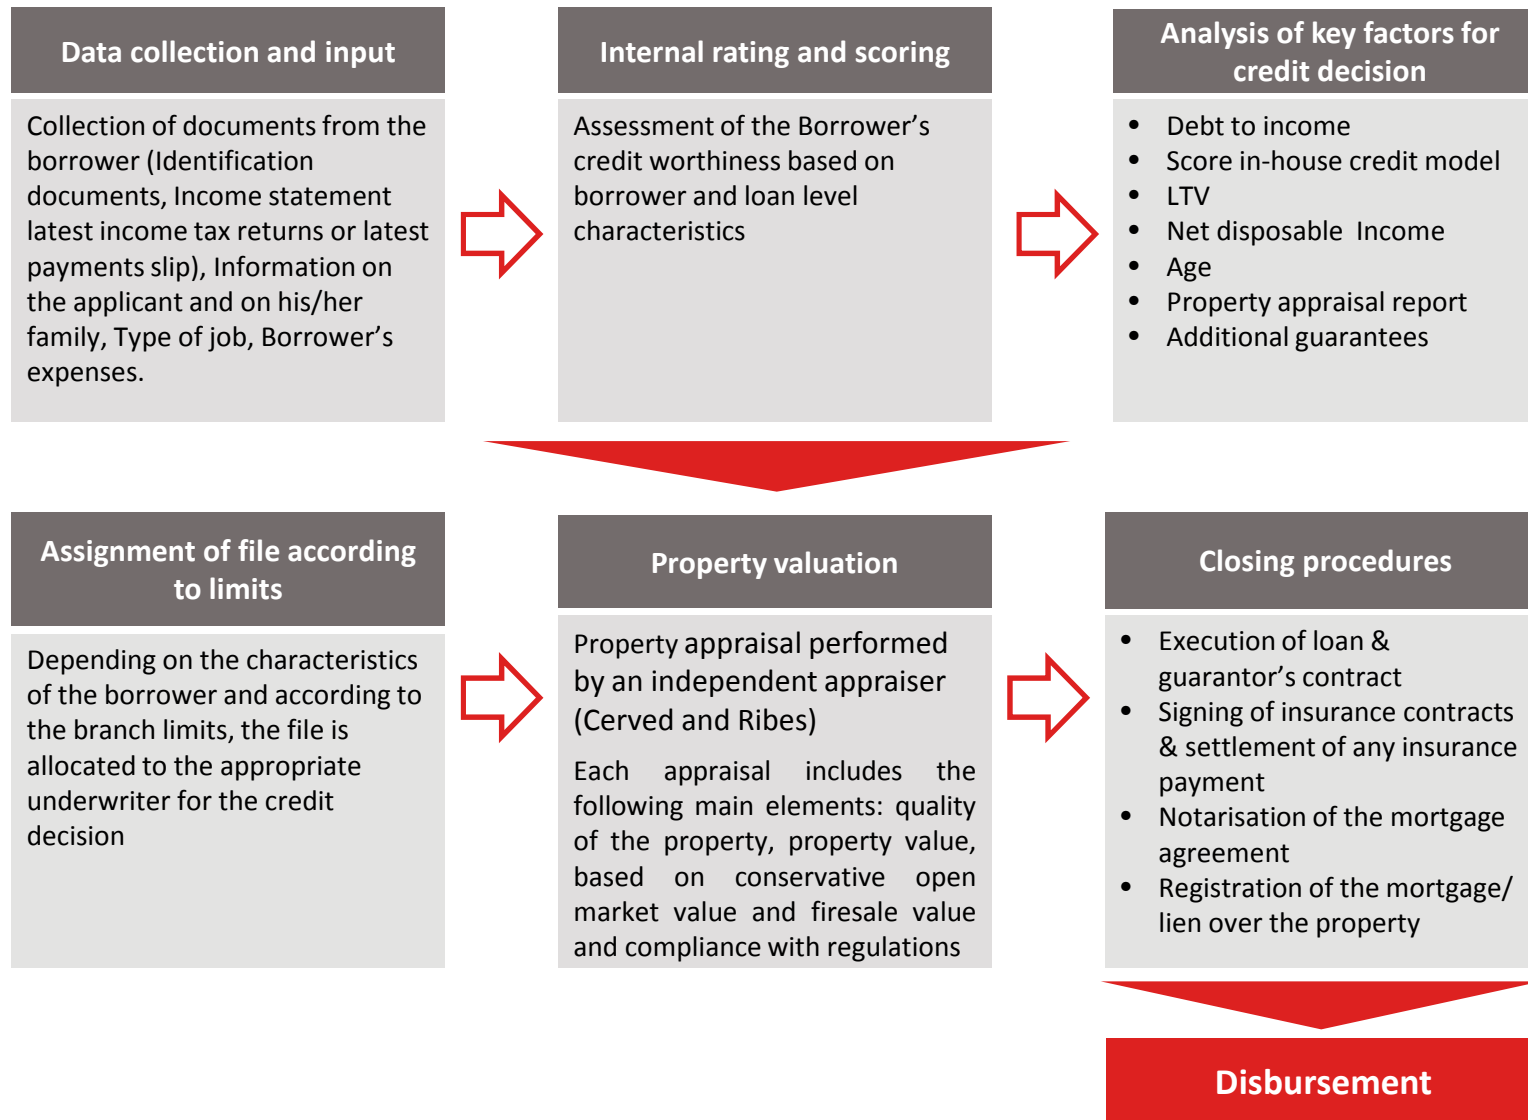 Data collection and input
Collection of documents from the
borrower (Identification
documents, Income statement
latest income tax returns or latest
payments slip), Information on
the applicant and on his/her
family, Type of job, Borrower’s
expenses.
Internal rating and scoring
Assessment of the Borrower’s
credit worthiness based on
borrower and loan level
characteristics
Analysis of key factors for
credit decision
• Debt to income
• Score in-house credit model
• LTV
• Net disposable Income
• Age
• Property appraisal report
• Additional guarantees
Assignment of file according
to limits
Depending on the characteristics
of the borrower and according to
the branch limits, the file is
allocated to the appropriate
underwriter for the credit
decision
Property valuation
Property appraisal performed
by an independent appraiser
(Cerved and Ribes)
Each appraisal includes the
following main elements: quality
of the property, property value,
based on conservative open
market value and firesale value
and compliance with regulations
Closing procedures
• Execution of loan &
guarantor’s contract
• Signing of insurance contracts
& settlement of any insurance
payment
• Notarisation of the mortgage
agreement
• Registration of the mortgage/
lien over the property
Disbursement